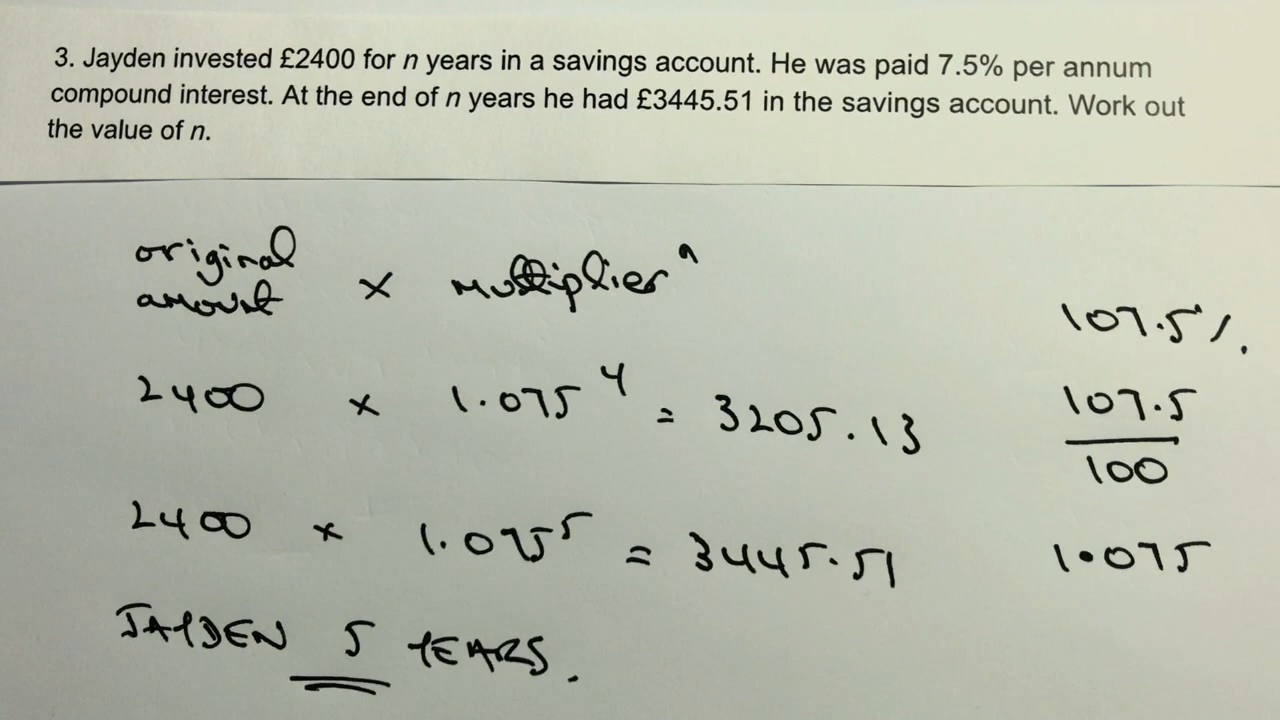 3. Jayden invested £2400 for n years in a savings account. He was paid 7.5% per annum
compound interest. At the end of n years he had £3445.51 in the savings account. Work out
the value of n.
original
amount × multiplier ⁿ
107.5%.
2400 × 1.075 ⁴ = 3205.13
107.5
100
2400 × 1.075 ⁵ = 3445.51
1.075
JAYDEN 5 YEARS.